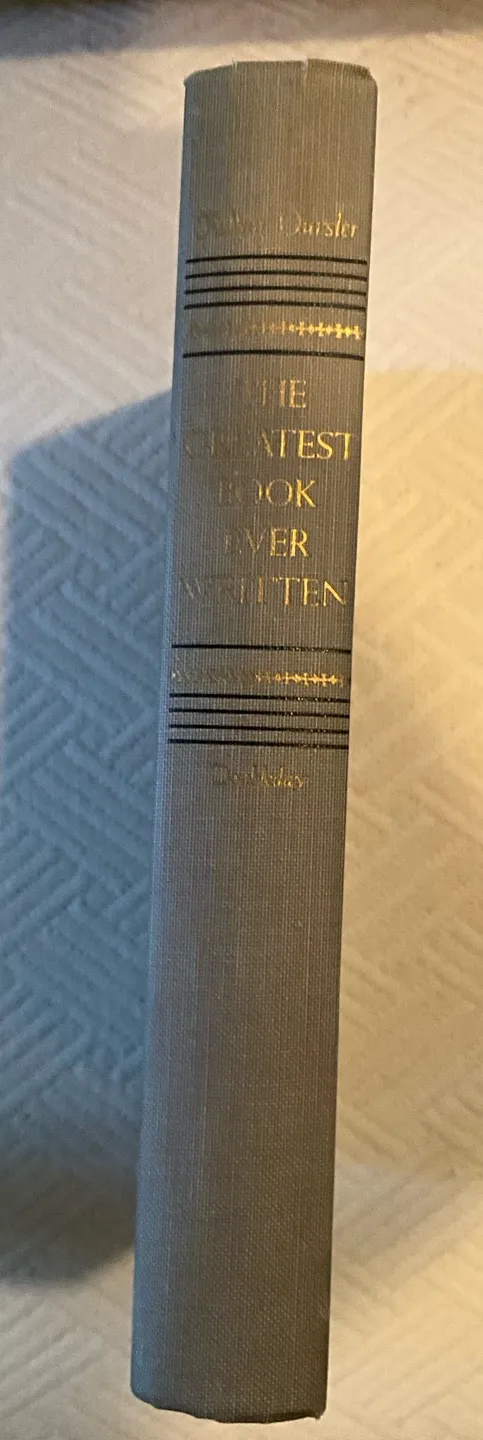 Fulton Oursler
THE
GREATEST
BOOK
EVER
WRITTEN
Doubleday